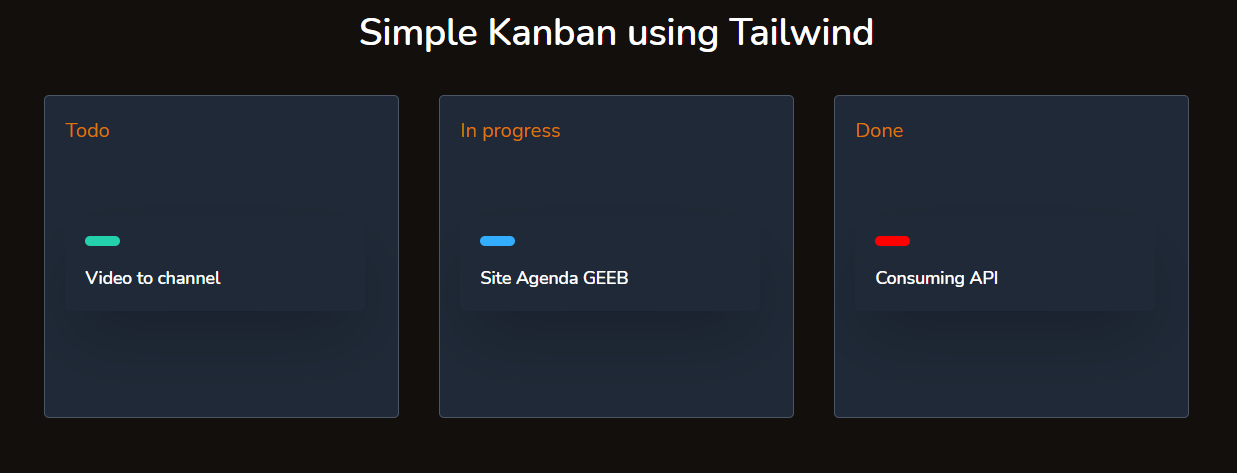 Simple Kanban using Tailwind
Todo
Video to channel
In progress
Site Agenda GEEB
Done
Consuming API